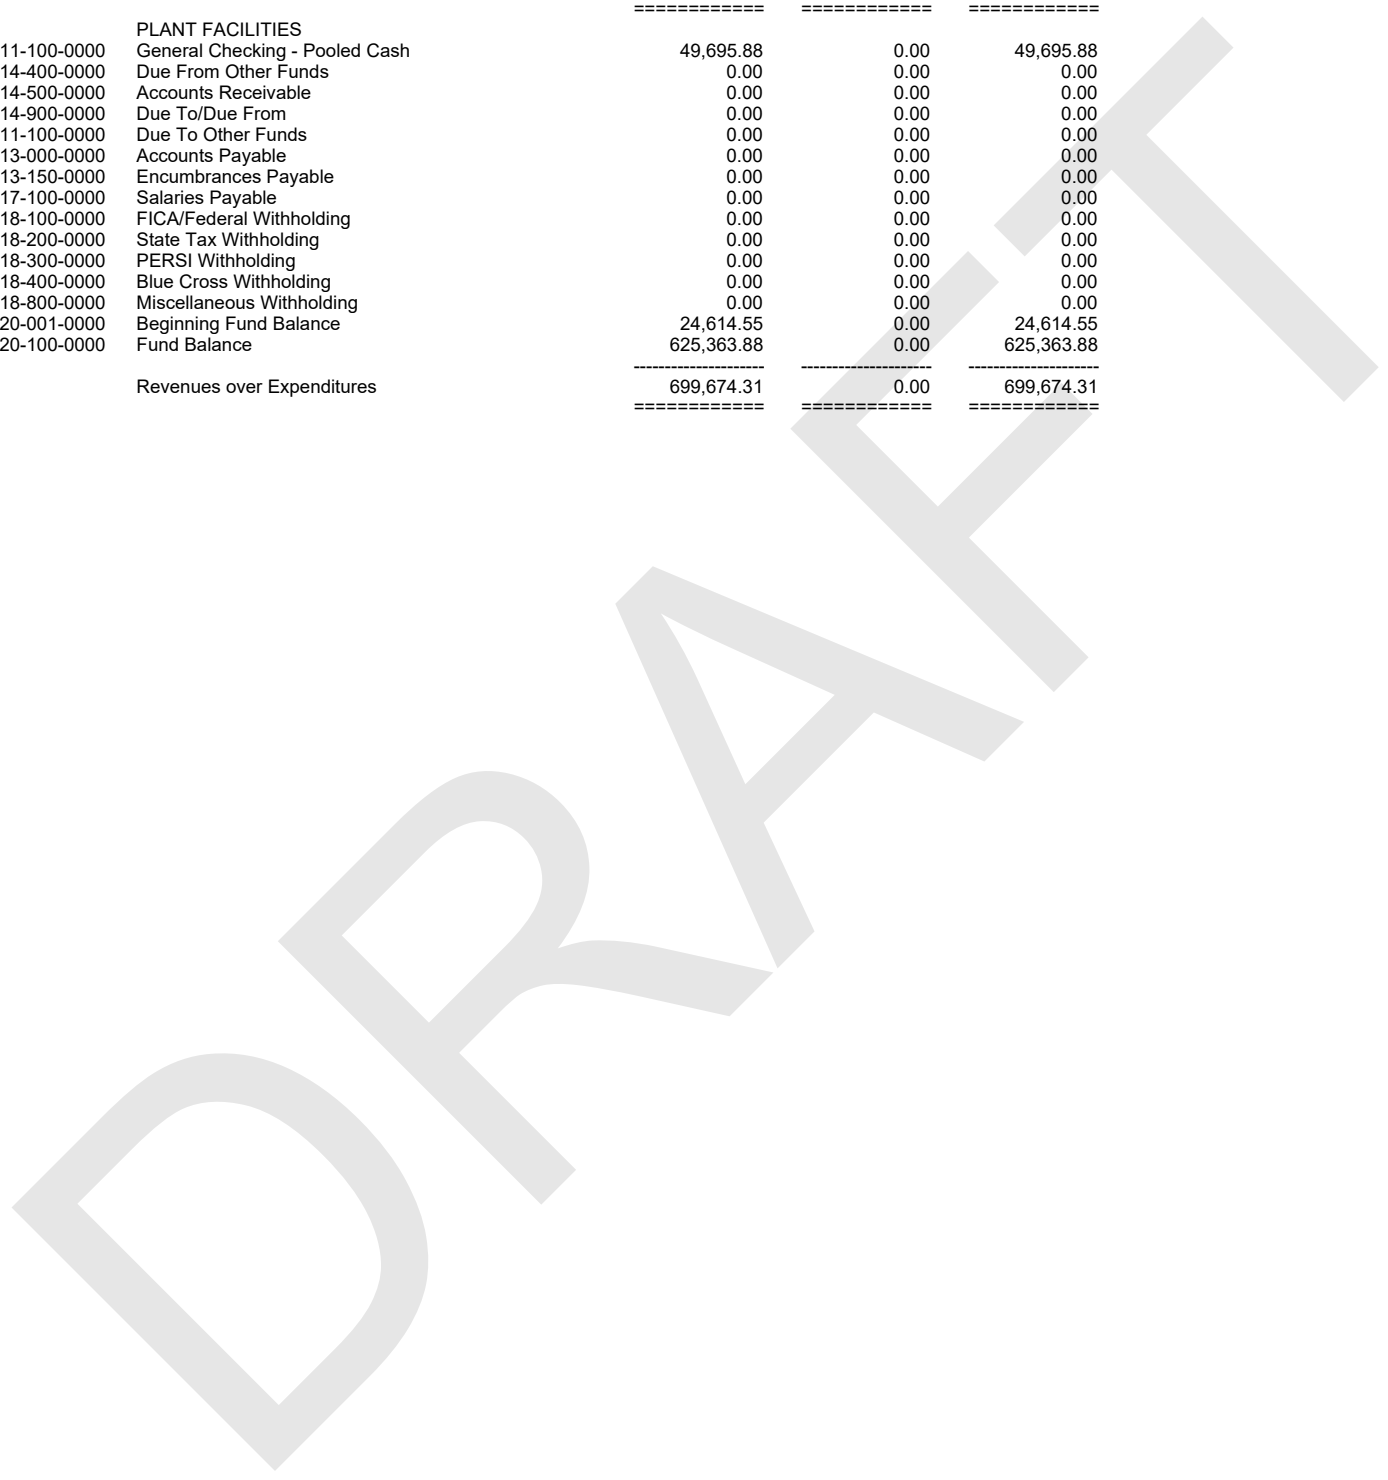 ============ ============ ============
PLANT FACILITIES
11-100-0000 General Checking - Pooled Cash 49,695.88 0.00 49,695.88
14-400-0000 Due From Other Funds 0.00 0.00 0.00
14-500-0000 Accounts Receivable 0.00 0.00 0.00
14-900-0000 Due To/Due From 0.00 0.00 0.00
11-100-0000 Due To Other Funds 0.00 0.00 0.00
13-000-0000 Accounts Payable 0.00 0.00 0.00
13-150-0000 Encumbrances Payable 0.00 0.00 0.00
17-100-0000 Salaries Payable 0.00 0.00 0.00
18-100-0000 FICA/Federal Withholding 0.00 0.00 0.00
18-200-0000 State Tax Withholding 0.00 0.00 0.00
18-300-0000 PERSI Withholding 0.00 0.00 0.00
18-400-0000 Blue Cross Withholding 0.00 0.00 0.00
18-800-0000 Miscellaneous Withholding 0.00 0.00 0.00
20-001-0000 Beginning Fund Balance 24,614.55 0.00 24,614.55
20-100-0000 Fund Balance 625,363.88 0.00 625,363.88
--------------------- --------------------- ---------------------
Revenues over Expenditures 699,674.31 0.00 699,674.31
============ ============ ============
DRAFT